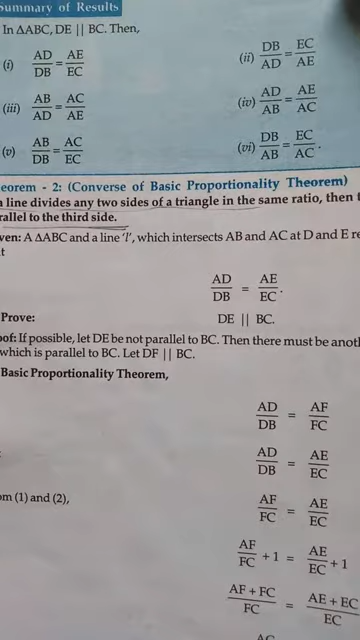 Summary of Results
In ΔABC, DE || BC. Then,
(i) AD/DB = AE/EC (ii) DB/AD = EC/AE
(iii) AB/AD = AC/AE (iv) AD/AB = AE/AC
(v) AB/DB = AC/EC (vi) DB/AB = EC/AC.
eorem - 2: (Converse of Basic Proportionality Theorem)
a line divides any two sides of a triangle in the same ratio, then t
rallel to the third side.
ven: A ΔABC and a line 'l', which intersects AB and AC at D and E re
t
AD/DB = AE/EC.
Prove: DE || BC.
oof: If possible, let DE be not parallel to BC. Then there must be anoth
which is parallel to BC. Let DF || BC.
Basic Proportionality Theorem,
AD/DB = AF/FC
AD/DB = AE/EC
om (1) and (2),
AF/FC = AE/EC
AF/FC + 1 = AE/EC + 1
AF + FC/FC = AE + EC/EC
AC